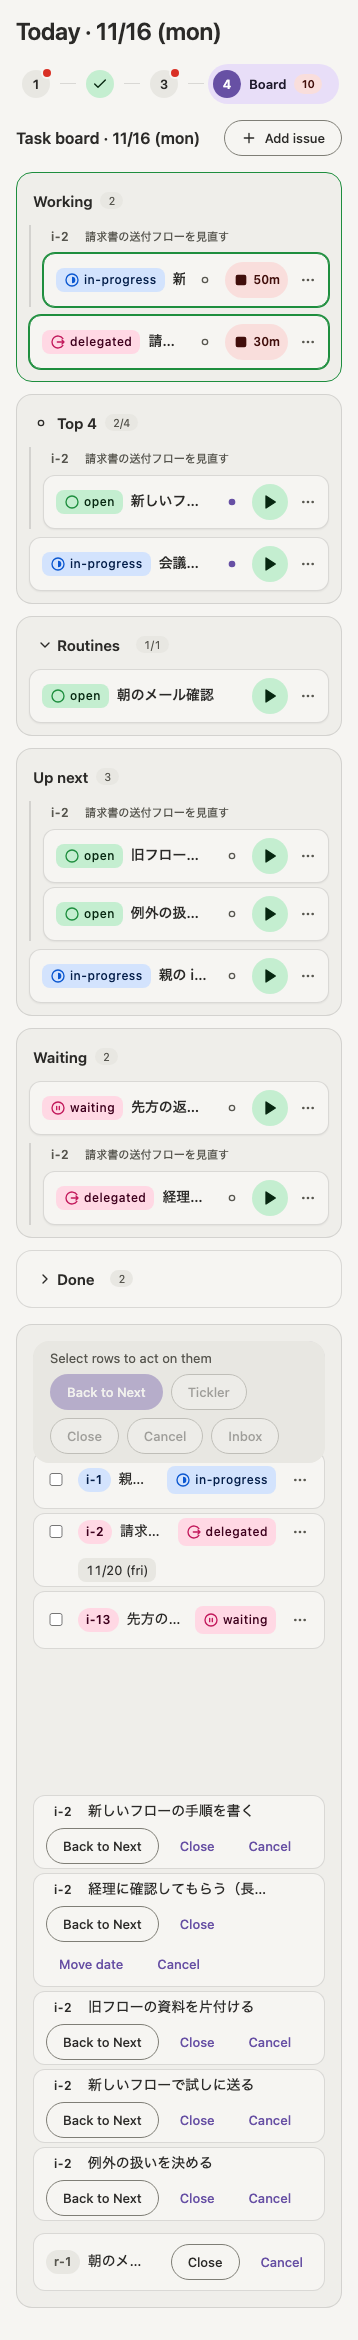 Today · 11/16 (mon)
1 3 4 Board 10
Task board · 11/16 (mon) + Add issue
Working 2
i-2 請求書の送付フローを見直す
in-progress 新 50m ...
delegated 請... 30m ...
Top 4 2/4
i-2 請求書の送付フローを見直す
open 新しいフ... ...
in-progress 会議... ...
Routines 1/1
open 朝のメール確認 ...
Up next 3
i-2 請求書の送付フローを見直す
open 旧フロー... ...
open 例外の扱... ...
in-progress 親の i... ...
Waiting 2
waiting 先方の返... ...
i-2 請求書の送付フローを見直す
delegated 経理... ...
Done 2
Select rows to act on them
Back to Next Tickler
Close Cancel Inbox
i-1 親... in-progress ...
i-2 請求... delegated ...
11/20 (fri)
i-13 先方の... waiting ...
i-2 新しいフローの手順を書く
Back to Next Close Cancel
i-2 経理に確認してもらう（長...
Back to Next Close
Move date Cancel
i-2 旧フローの資料を片付ける
Back to Next Close Cancel
i-2 新しいフローで試しに送る
Back to Next Close Cancel
i-2 例外の扱いを決める
Back to Next Close Cancel
r-1 朝のメ... Close Cancel